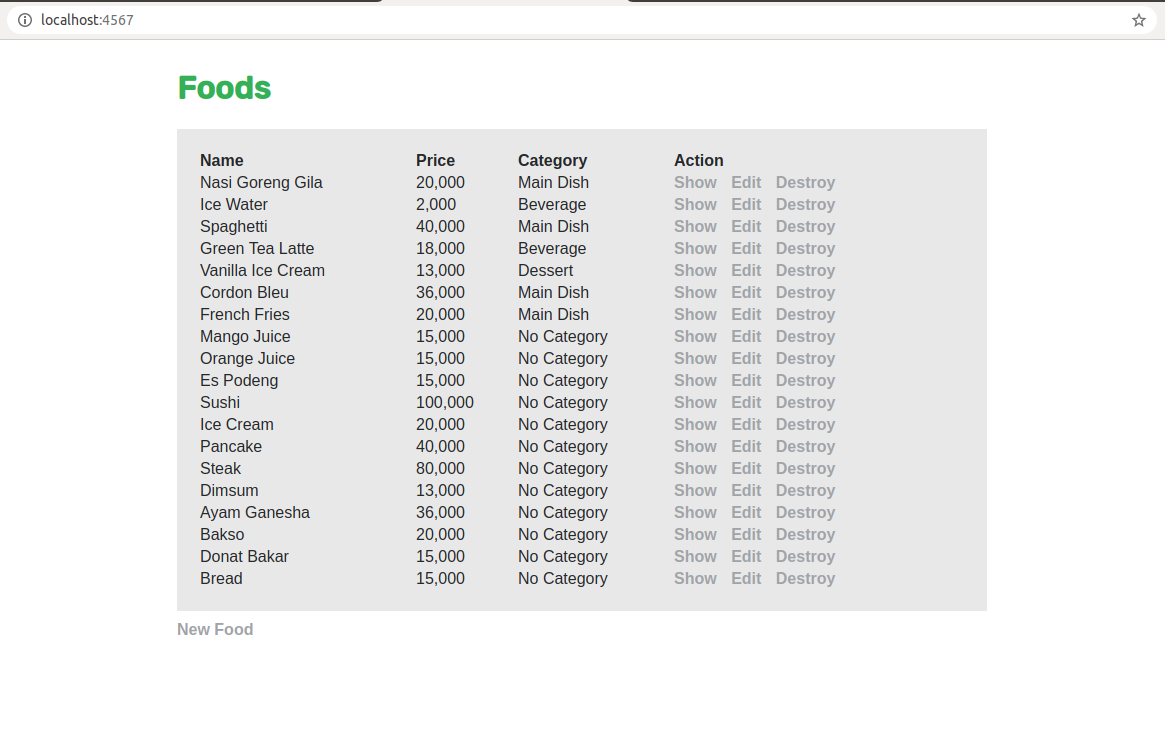 localhost:4567
Foods
Name Price Category Action
Nasi Goreng Gila 20,000 Main Dish Show Edit Destroy
Ice Water 2,000 Beverage Show Edit Destroy
Spaghetti 40,000 Main Dish Show Edit Destroy
Green Tea Latte 18,000 Beverage Show Edit Destroy
Vanilla Ice Cream 13,000 Dessert Show Edit Destroy
Cordon Bleu 36,000 Main Dish Show Edit Destroy
French Fries 20,000 Main Dish Show Edit Destroy
Mango Juice 15,000 No Category Show Edit Destroy
Orange Juice 15,000 No Category Show Edit Destroy
Es Podeng 15,000 No Category Show Edit Destroy
Sushi 100,000 No Category Show Edit Destroy
Ice Cream 20,000 No Category Show Edit Destroy
Pancake 40,000 No Category Show Edit Destroy
Steak 80,000 No Category Show Edit Destroy
Dimsum 13,000 No Category Show Edit Destroy
Ayam Ganesha 36,000 No Category Show Edit Destroy
Bakso 20,000 No Category Show Edit Destroy
Donat Bakar 15,000 No Category Show Edit Destroy
Bread 15,000 No Category Show Edit Destroy
New Food